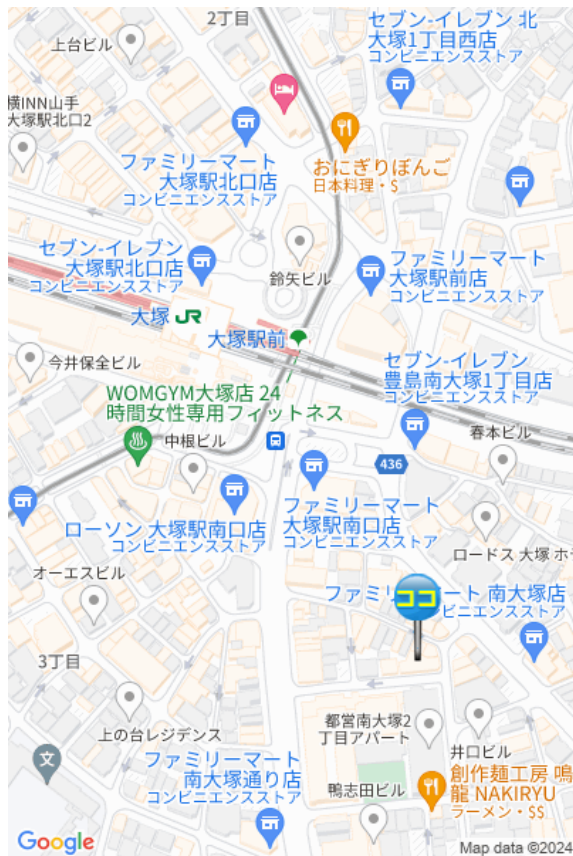 2丁目
セブン-イレブン 北
大塚1丁目西店
コンビニエンスストア
上台ビル
横INN山手
大塚駅北口2
ファミリーマート
大塚駅北口店
コンビニエンスストア
おにぎりぼんご
日本料理・S
セブン-イレブン
大塚駅北口店
コンビニエンスストア
鈴矢ビル
ファミリーマート
大塚駅前店
コンビニエンスストア
大塚 JR
大塚駅前
今井保全ビル
セブン-イレブン
豊島南大塚1丁目店
コンビニエンスストア
WOMGYM大塚店 24
時間女性専用フィットネス
中根ビル
春本ビル
436
ローソン 大塚駅南口店
コンビニエンスストア
ファミリーマート
大塚駅南口店
コンビニエンスストア
ロードス 大塚 ホ
オーエスビル
ココ
ファミリ
ート 南大塚店
ビニエンスストア
3丁目
文
上の台レジデンス
都営南大塚2
丁目アパート
井口ビル
ファミリーマート
南大塚通り店
コンビニエンスストア
鴨志田ビル
創作麺工房 鳴
龍 NAKIRYU
ラーメン・SS
Google
Map data ©2024